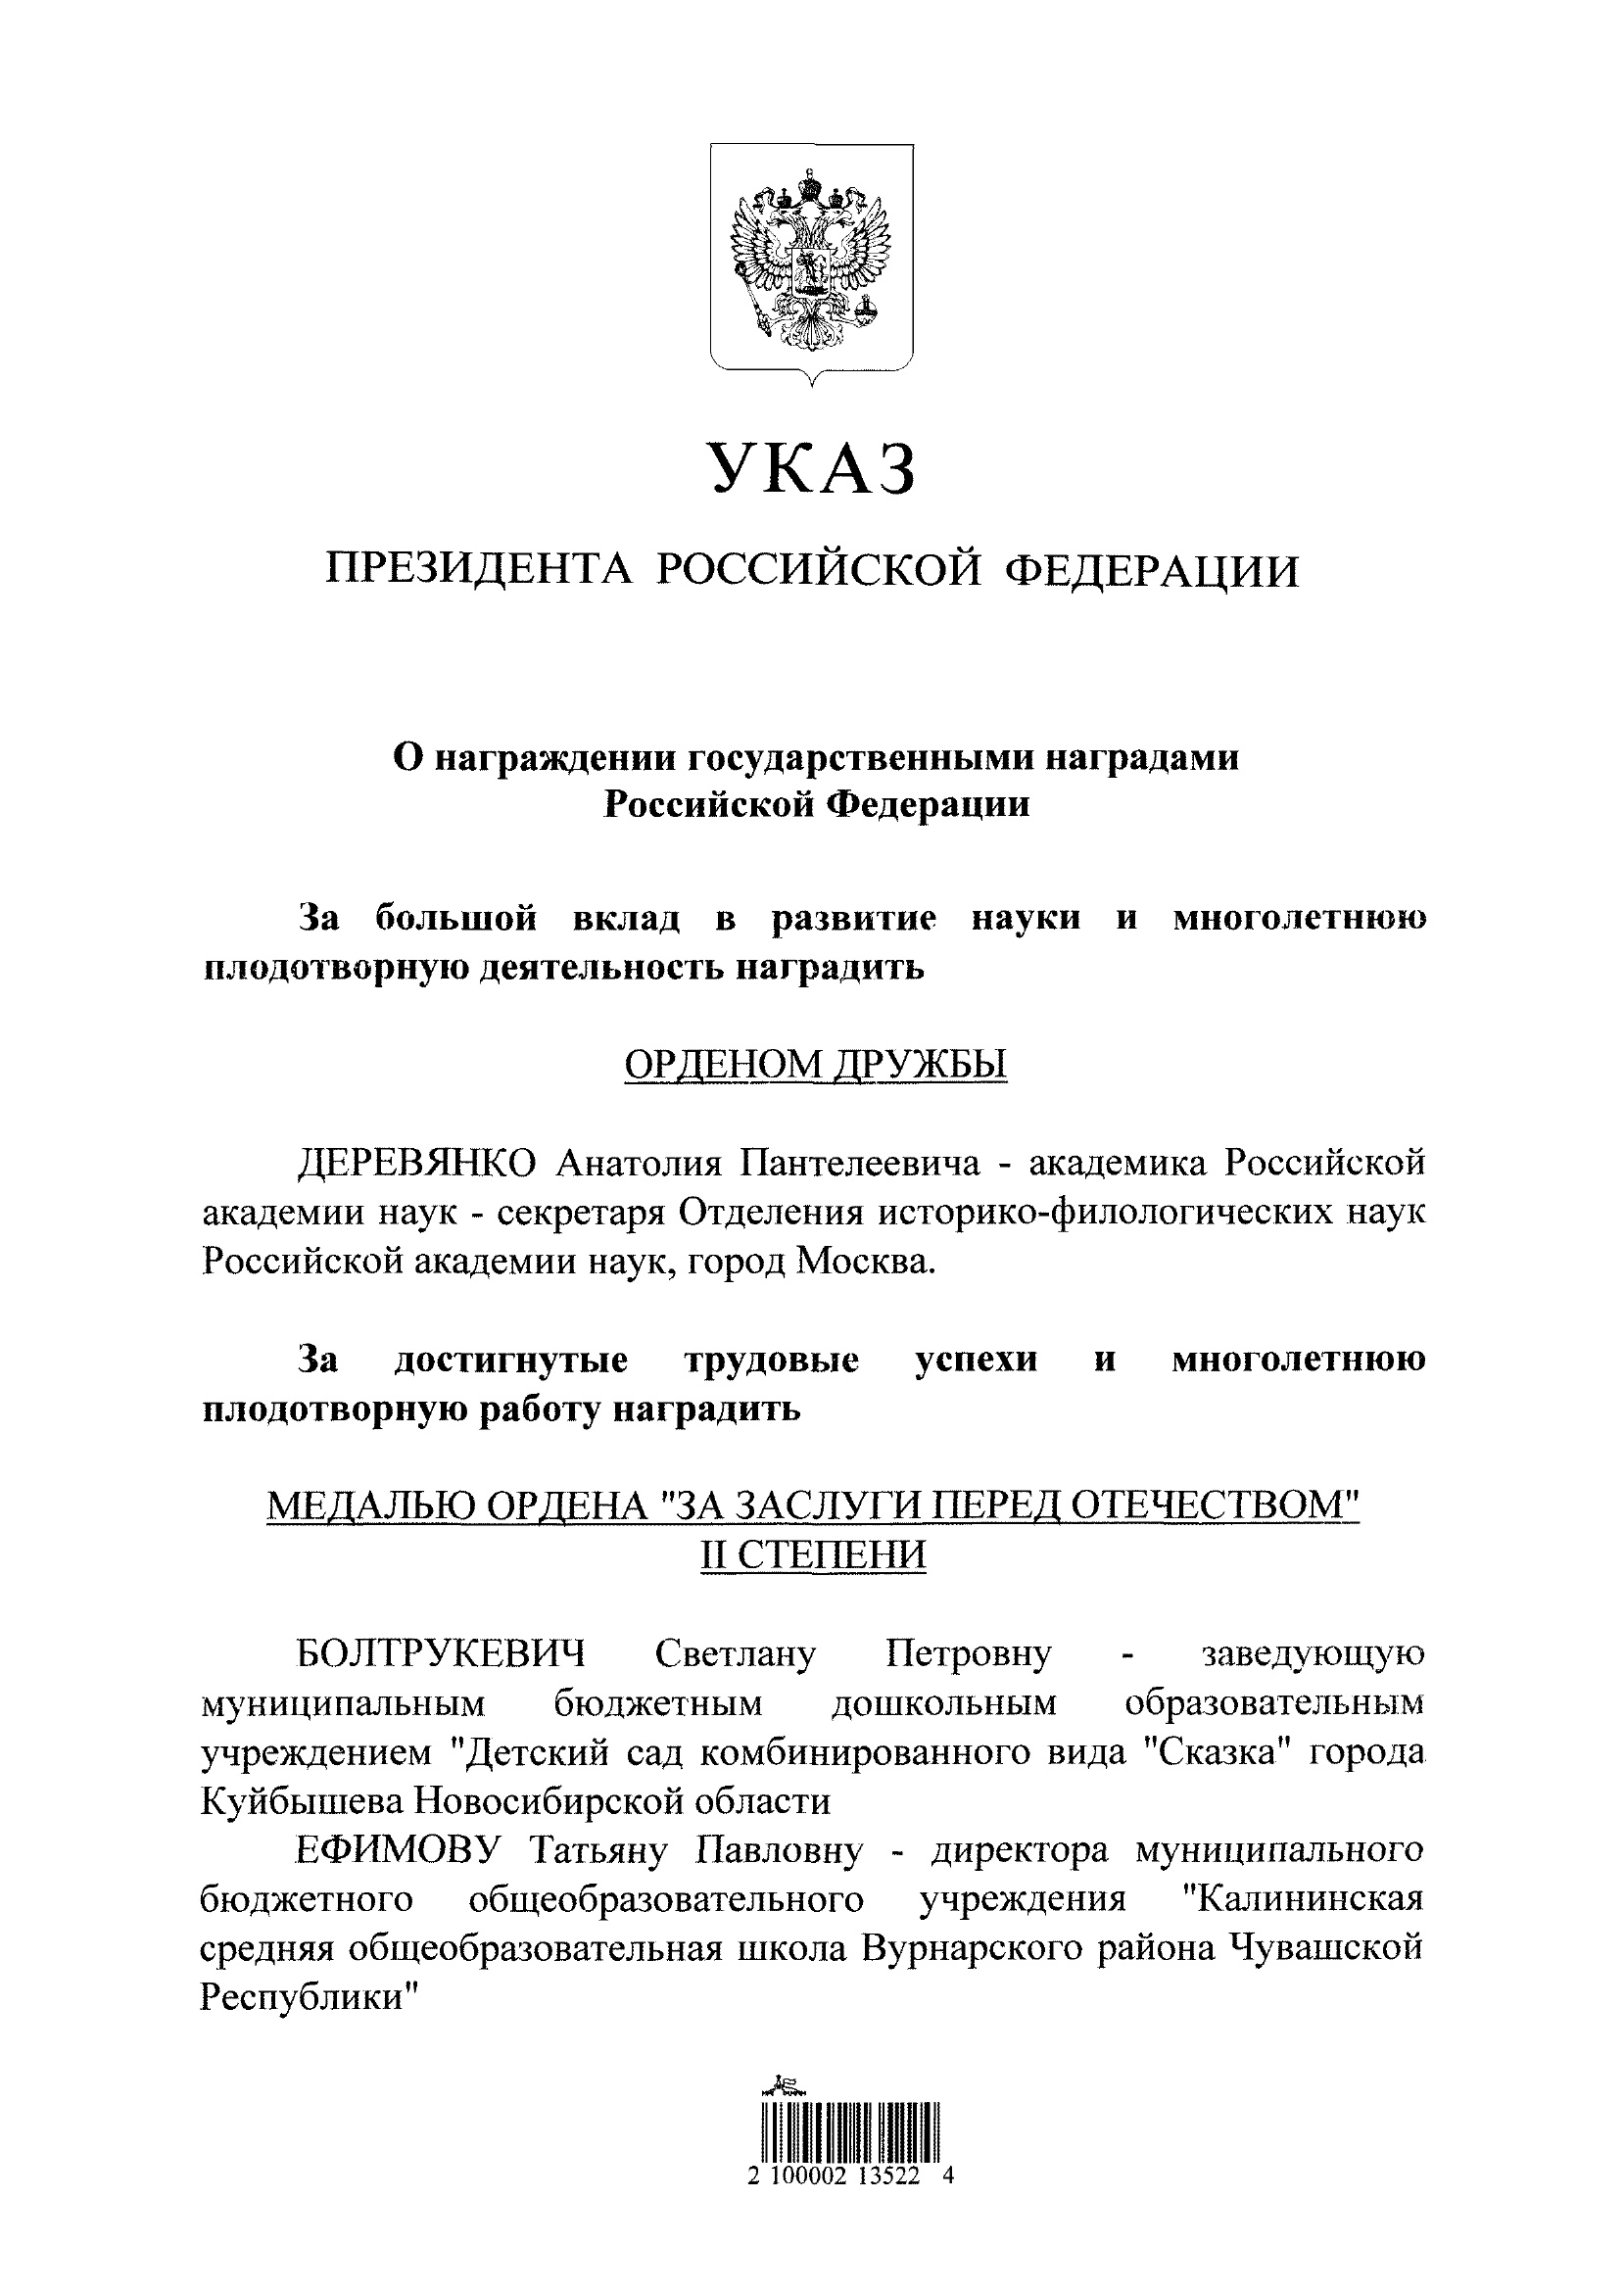 УКАЗ
ПРЕЗИДЕНТА РОССИЙСКОЙ ФЕДЕРАЦИИ
О награждении государственными наградами
Российской Федерации
За большой вклад в развитие науки и многолетнюю
плодотворную деятельность наградить
ОРДЕНОМ ДРУЖБЫ
ДЕРЕВЯНКО Анатолия Пантелеевича - академика Российской
академии наук - секретаря Отделения историко-филологических наук
Российской академии наук, город Москва.
За достигнутые трудовые успехи и многолетнюю
плодотворную работу наградить
МЕДАЛЬЮ ОРДЕНА "ЗА ЗАСЛУГИ ПЕРЕД ОТЕЧЕСТВОМ"
II СТЕПЕНИ
БОЛТРУКЕВИЧ Светлану Петровну - заведующую
муниципальным бюджетным дошкольным образовательным
учреждением "Детский сад комбинированного вида "Сказка" города
Куйбышева Новосибирской области
ЕФИМОВУ Татьяну Павловну - директора муниципального
бюджетного общеобразовательного учреждения "Калининская
средняя общеобразовательная школа Вурнарского района Чувашской
Республики"
2 100002 13522 4